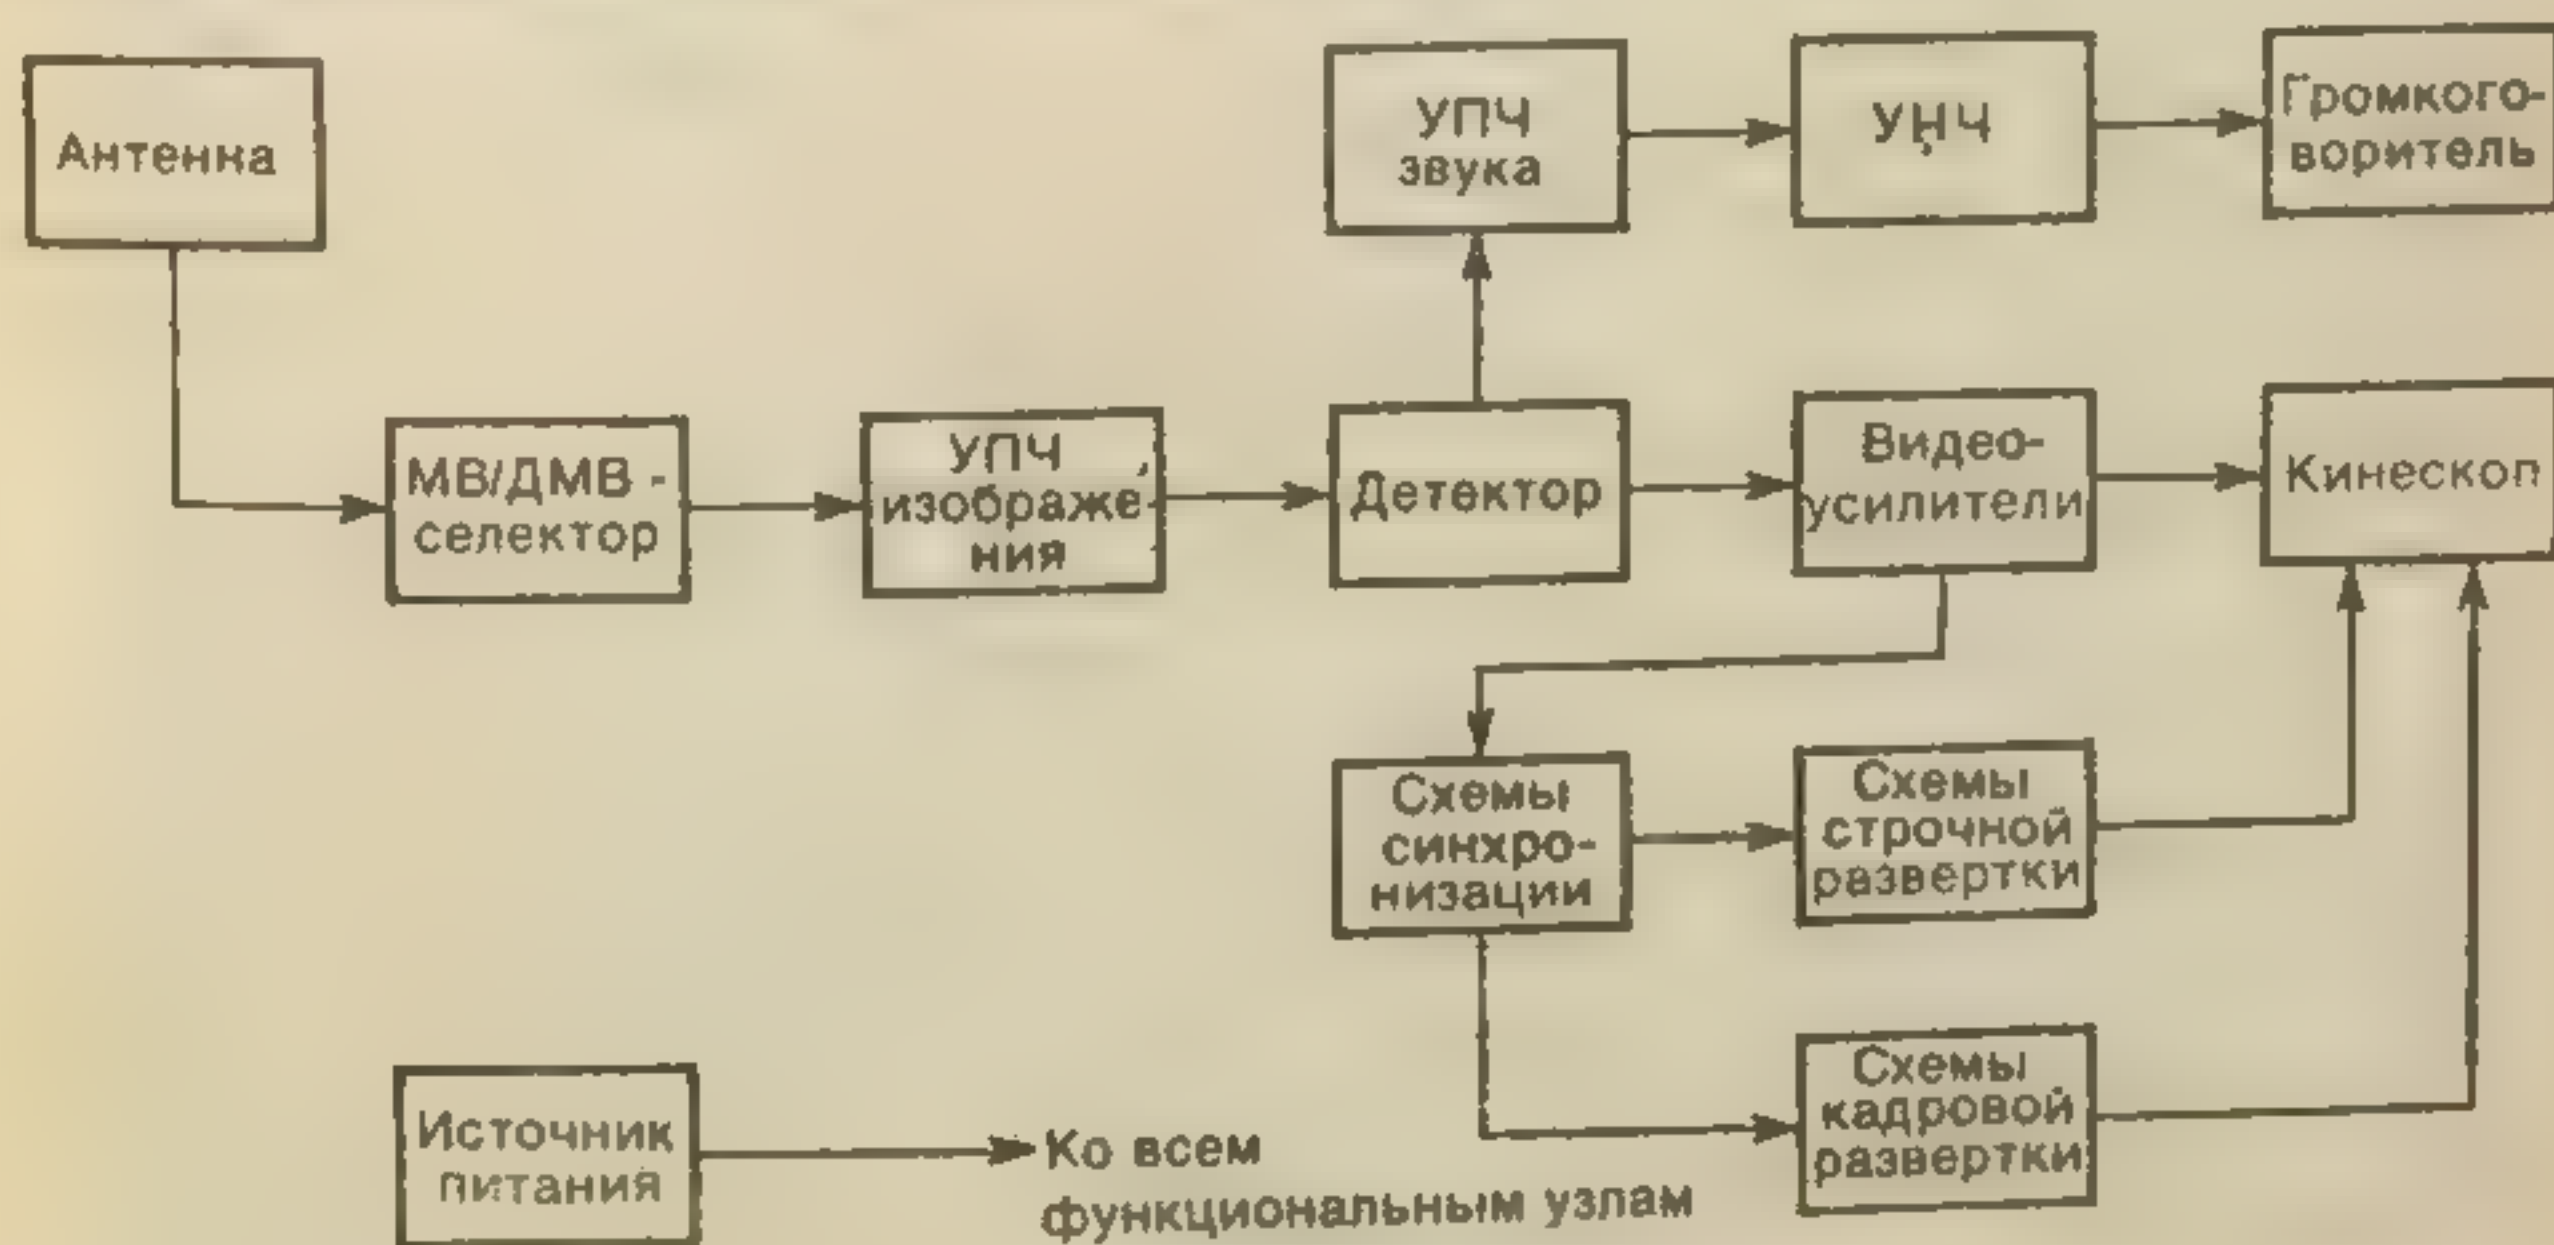 Антенна
УПЧ
звука
УНЧ
Громкого-
воритель
МВ/ДМВ -
селектор
УПЧ
изображе-
ния
Детектор
Видео-
усилители
Кинескоп
Схемы
синхро-
низации
Схемы
строчной
развертки
Схемы
кадровой
развертки
Источник
питания
Ко всем
функциональным узлам